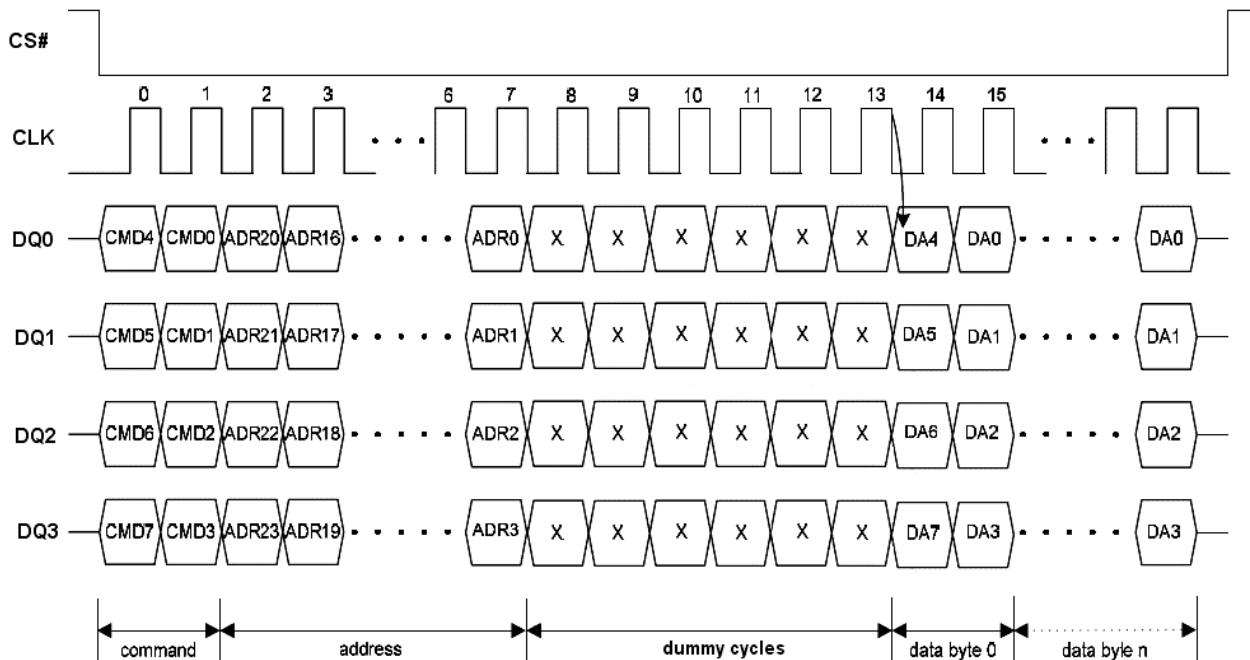 CS#
0 1 2 3 6 7 8 9 10 11 12 13 14 15
CLK
DQ0 CMD4 CMD0 ADR20 ADR16 ADR0 X X X X X X DA4 DA0 DA0
DQ1 CMD5 CMD1 ADR21 ADR17 ADR1 X X X X X X DA5 DA1 DA1
DQ2 CMD6 CMD2 ADR22 ADR18 ADR2 X X X X X X DA6 DA2 DA2
DQ3 CMD7 CMD3 ADR23 ADR19 ADR3 X X X X X X DA7 DA3 DA3
command address dummy cycles data byte 0 data byte n